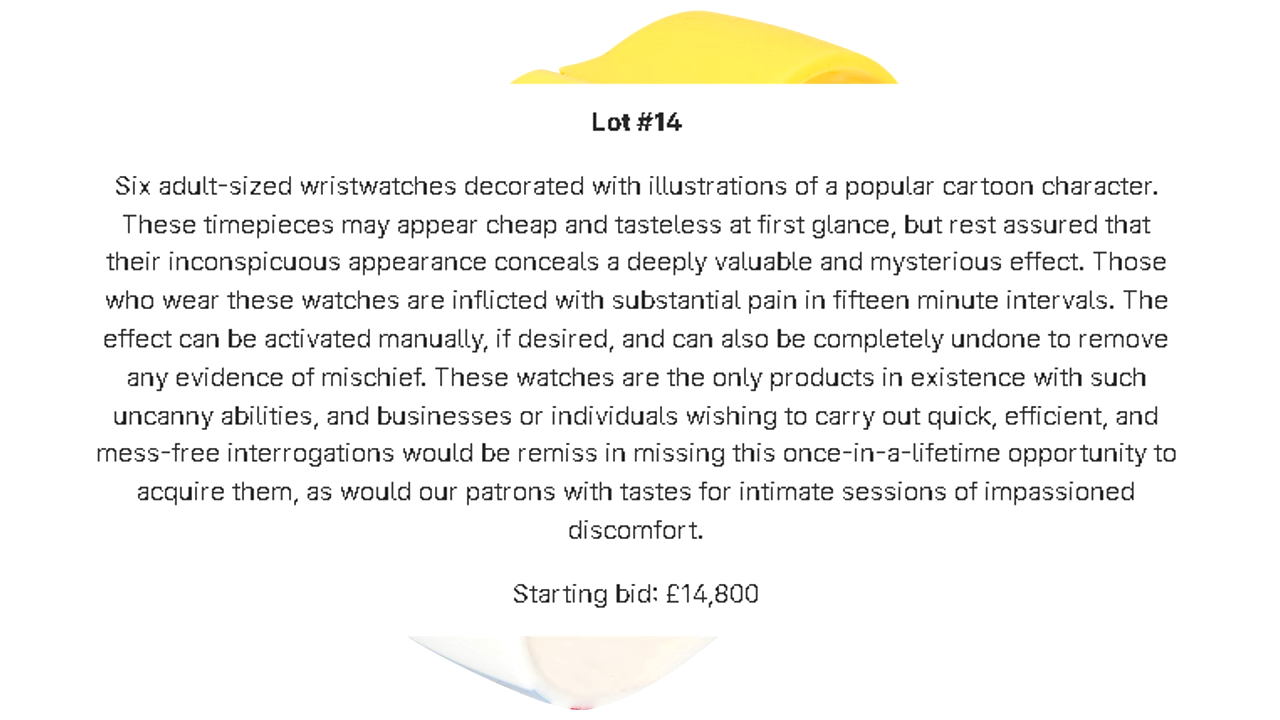 Lot #14
Six adult-sized wristwatches decorated with illustrations of a popular cartoon character.
These timepieces may appear cheap and tasteless at first glance, but rest assured that
their inconspicuous appearance conceals a deeply valuable and mysterious effect. Those
who wear these watches are inflicted with substantial pain in fifteen minute intervals. The
effect can be activated manually, if desired, and can also be completely undone to remove
any evidence of mischief. These watches are the only products in existence with such
uncanny abilities, and businesses or individuals wishing to carry out quick, efficient, and
mess-free interrogations would be remiss in missing this once-in-a-lifetime opportunity to
acquire them, as would our patrons with tastes for intimate sessions of impassioned
discomfort.
Starting bid: £14,800